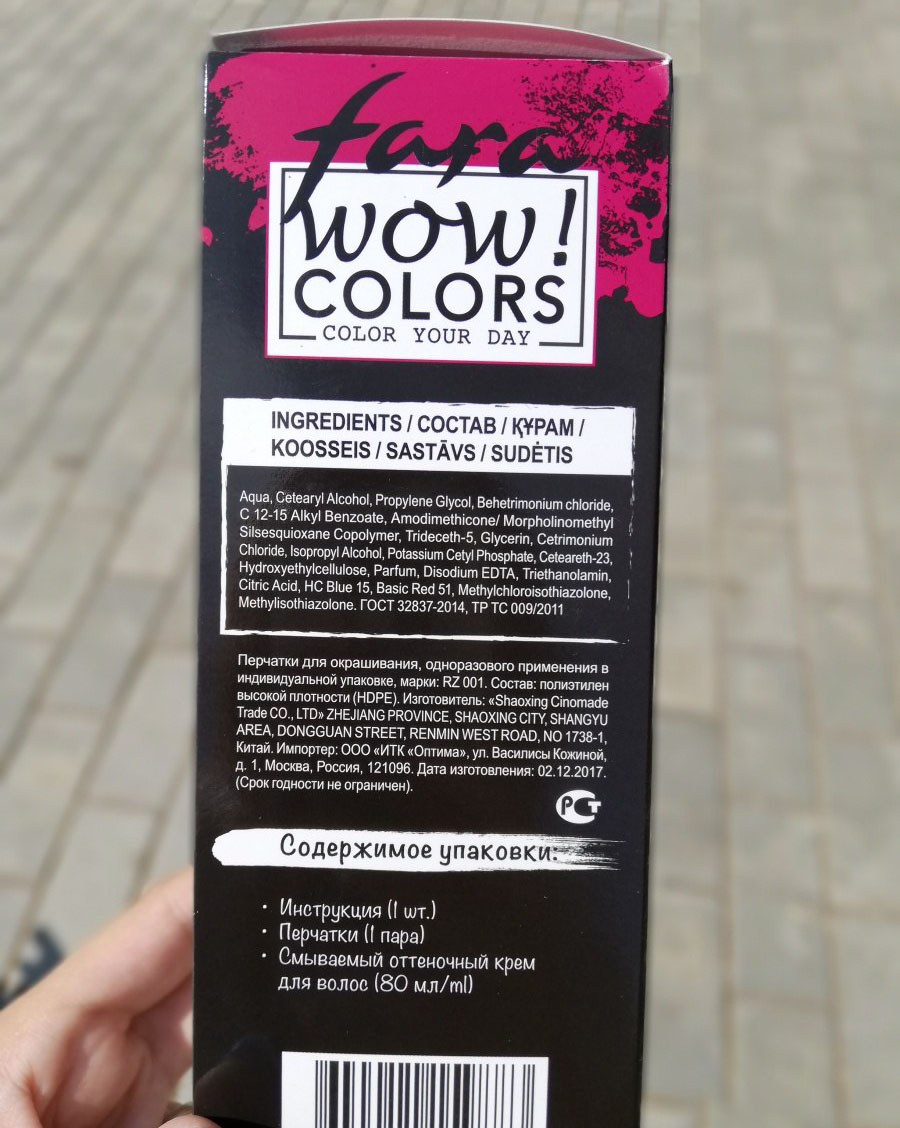 fara
WOW!
COLORS
COLOR YOUR DAY
INGREDIENTS / СОСТАВ / ҚҰРАМ /
KOOSSEIS / SASTĀVS / SUDĖTIS
Aqua, Cetearyl Alcohol, Propylene Glycol, Behetrimonium chloride,
C 12-15 Alkyl Benzoate, Amodimethicone/ Morpholinomethyl
Silsesquioxane Copolymer, Trideceth-5, Glycerin, Cetrimonium
Chloride, Isopropyl Alcohol, Potassium Cetyl Phosphate, Ceteareth-23,
Hydroxyethylcellulose, Parfum, Disodium EDTA, Triethanolamin,
Citric Acid, HC Blue 15, Basic Red 51, Methylchloroisothiazolone,
Methylisothiazolone. ГОСТ 32837-2014, ТР ТС 009/2011
Перчатки для окрашивания, одноразового применения в
индивидуальной упаковке, марки: RZ 001. Состав: полиэтилен
высокой плотности (HDPE). Изготовитель: «Shaoxing Cinomade
Trade CO., LTD» ZHEJIANG PROVINCE, SHAOXING CITY, SHANGYU
AREA, DONGGUAN STREET, RENMIN WEST ROAD, NO 1738-1,
Китай. Импортер: ООО «ИТК «Оптима», ул. Василисы Кожиной,
д. 1, Москва, Россия, 121096. Дата изготовления: 02.12.2017.
(Срок годности не ограничен).
РСТ
Содержимое упаковки:
• Инструкция (1 шт.)
• Перчатки (1 пара)
• Смываемый оттеночный крем
для волос (80 мл/ml)